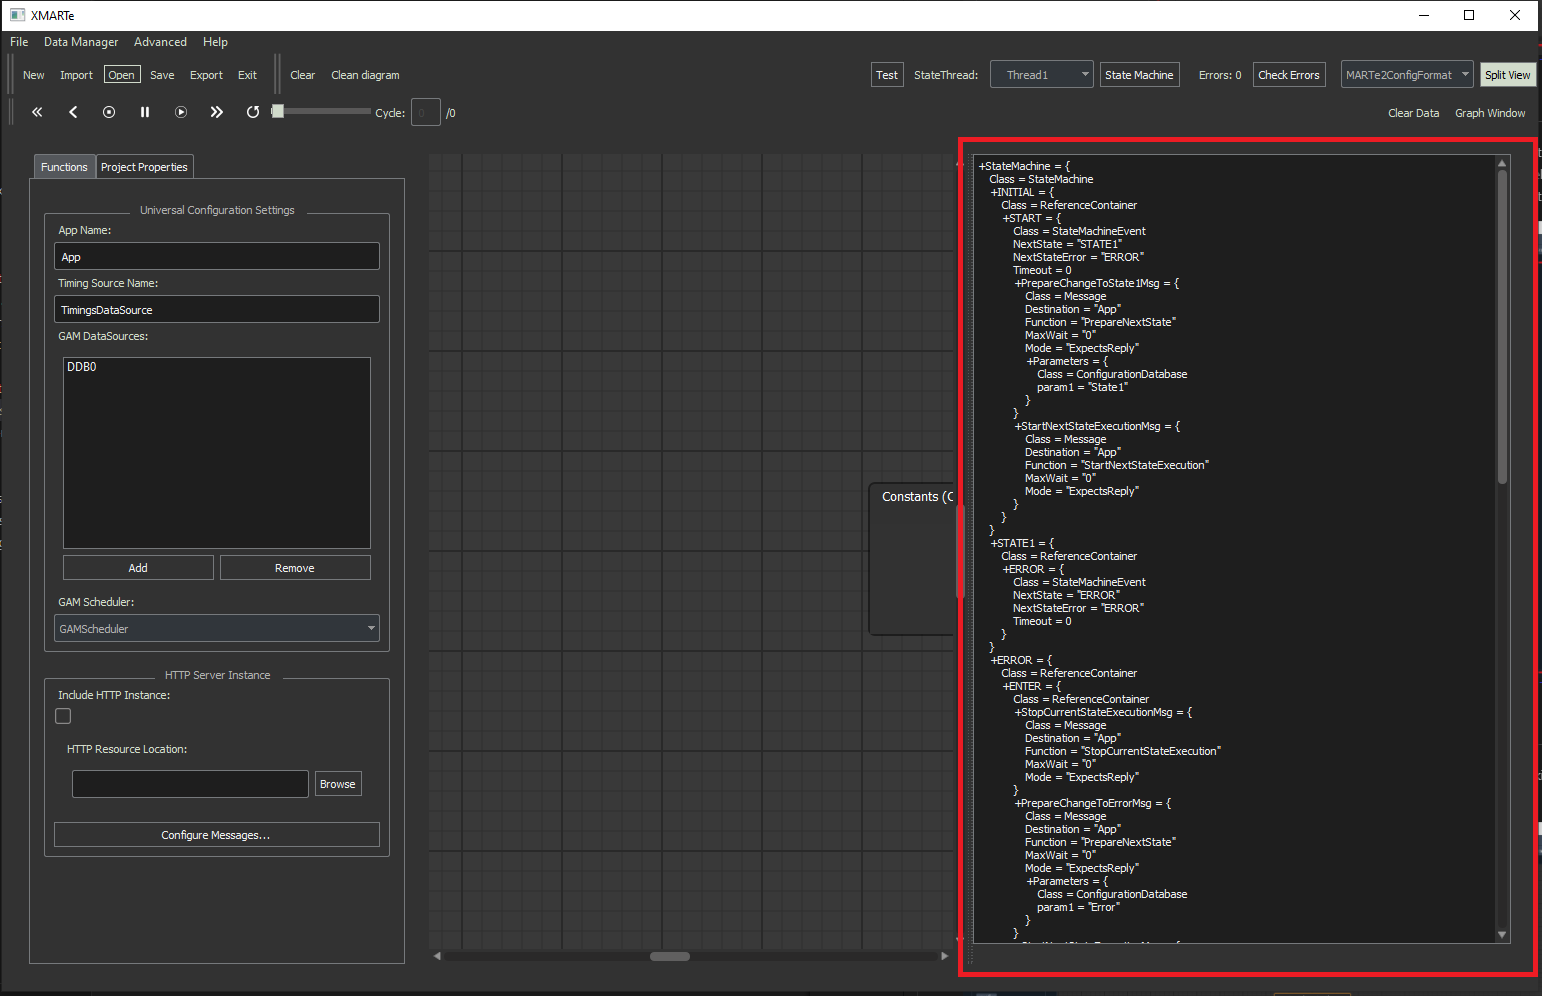 XMARTe
File Data Manager Advanced Help
New Import Open Save Export Exit Clear Clean diagram
Test StateThread: Thread1 State Machine Errors: 0 Check Errors MARTe2ConfigFormat Split View
Cycle: 0 /0
Clear Data Graph Window
Functions Project Properties
Universal Configuration Settings
App Name:
App
Timing Source Name:
TimingsDataSource
GAM DataSources:
DDB0
Add Remove
GAM Scheduler:
GAMScheduler
HTTP Server Instance
Include HTTP Instance:
HTTP Resource Location:
Browse
Configure Messages...
Constants (C
+StateMachine = {
Class = StateMachine
+INITIAL = {
Class = ReferenceContainer
+START = {
Class = StateMachineEvent
NextState = "STATE1"
NextStateError = "ERROR"
Timeout = 0
+PrepareChangeToState1Msg = {
Class = Message
Destination = "App"
Function = "PrepareNextState"
MaxWait = "0"
Mode = "ExpectsReply"
+Parameters = {
Class = ConfigurationDatabase
param1 = "State1"
}
}
+StartNextStateExecutionMsg = {
Class = Message
Destination = "App"
Function = "StartNextStateExecution"
MaxWait = "0"
Mode = "ExpectsReply"
}
}
}
+STATE1 = {
Class = ReferenceContainer
+ERROR = {
Class = StateMachineEvent
NextState = "ERROR"
NextStateError = "ERROR"
Timeout = 0
}
}
+ERROR = {
Class = ReferenceContainer
+ENTER = {
Class = ReferenceContainer
+StopCurrentStateExecutionMsg = {
Class = Message
Destination = "App"
Function = "StopCurrentStateExecution"
MaxWait = "0"
Mode = "ExpectsReply"
}
+PrepareChangeToErrorMsg = {
Class = Message
Destination = "App"
Function = "PrepareNextState"
MaxWait = "0"
Mode = "ExpectsReply"
+Parameters = {
Class = ConfigurationDatabase
param1 = "Error"
}
}